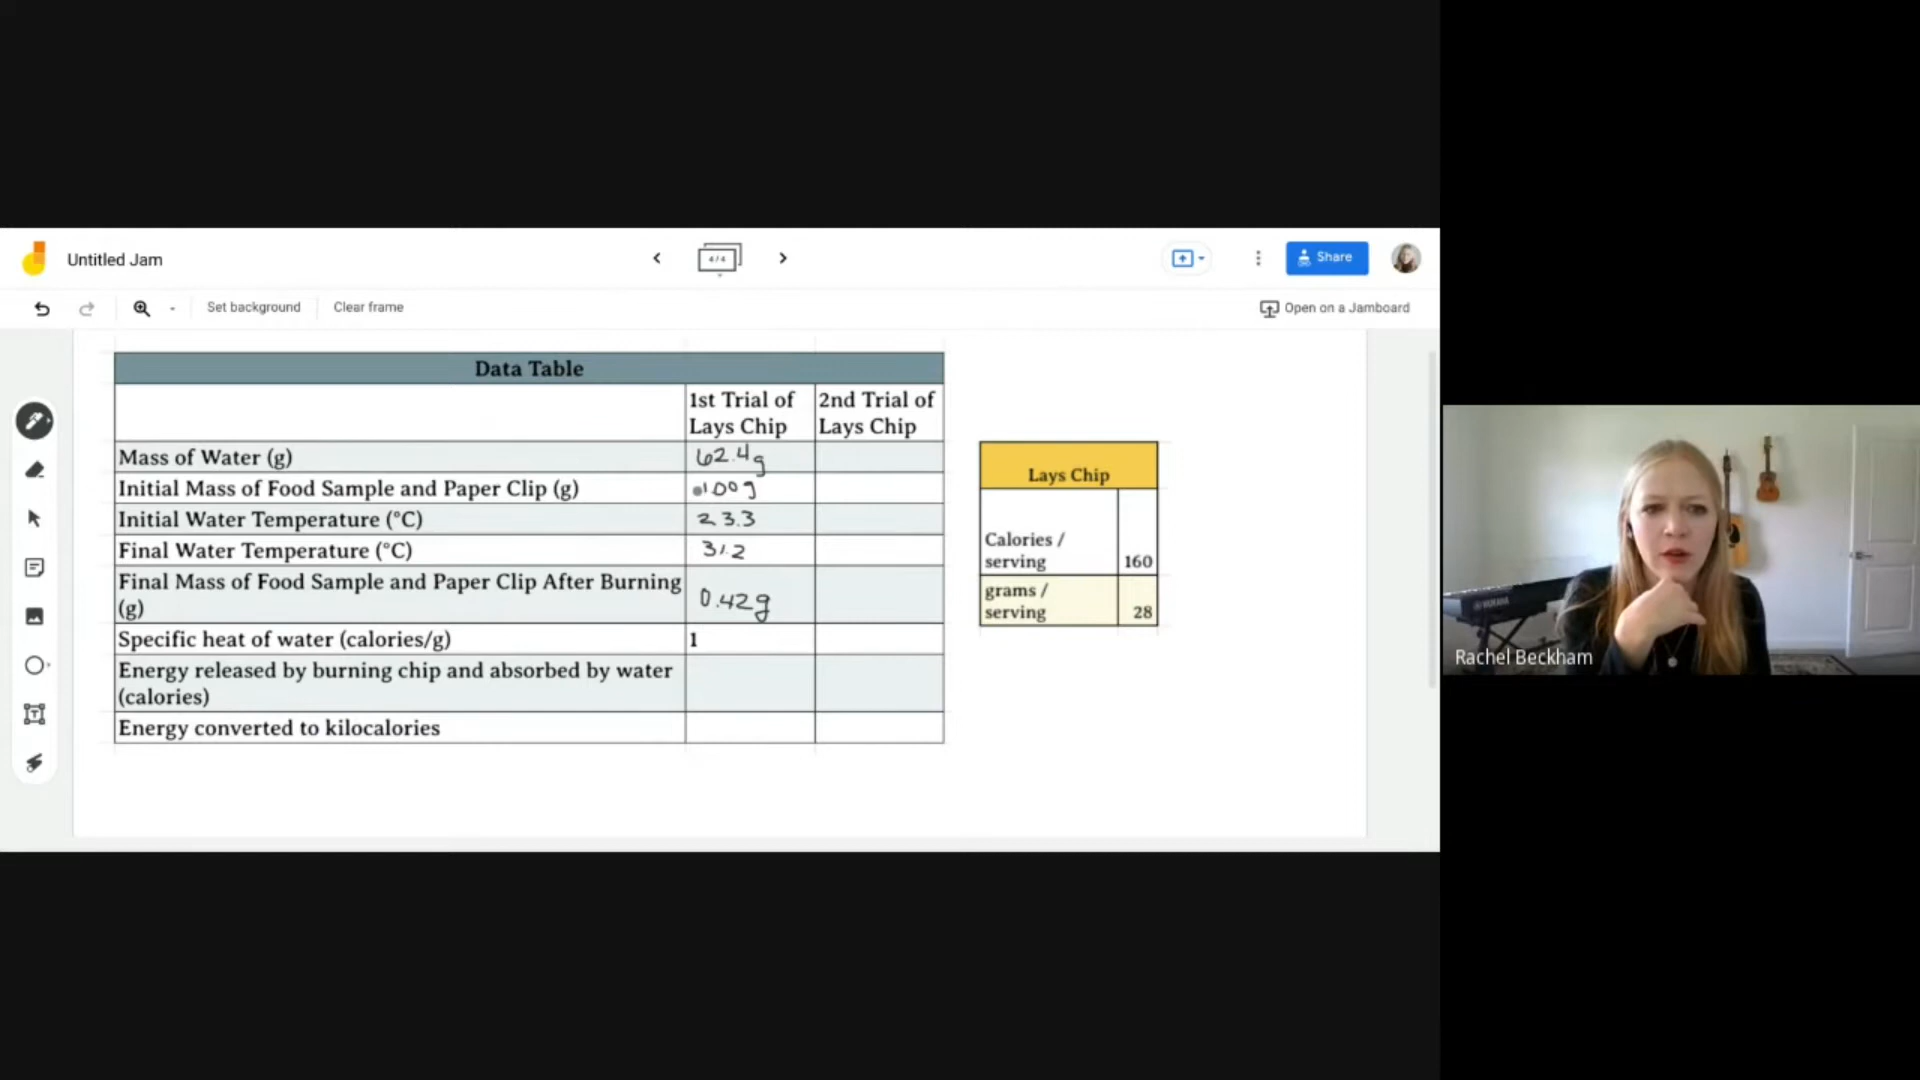 Untitled Jam
4/4
Share
Set background
Clear frame
Open on a Jamboard
Data Table
1st Trial of Lays Chip
2nd Trial of Lays Chip
Mass of Water (g) 62.4g
Initial Mass of Food Sample and Paper Clip (g) .100g
Initial Water Temperature (°C) 23.3
Final Water Temperature (°C) 31.2
Final Mass of Food Sample and Paper Clip After Burning
(g) 0.42g
Specific heat of water (calories/g) 1
Energy released by burning chip and absorbed by water
(calories)
Energy converted to kilocalories
Lays Chip
Calories /
serving 160
grams /
serving 28
YAMAHA
Rachel Beckham